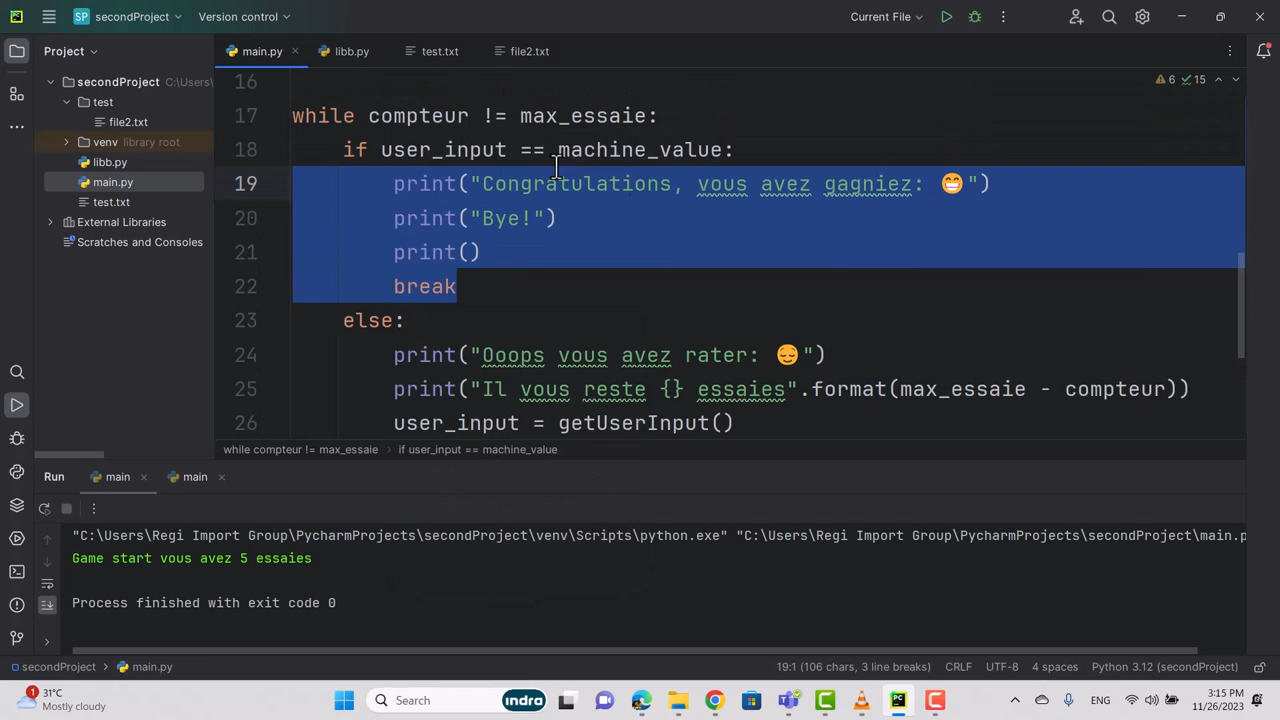 SP secondProject Version control Current File
Project
main.py libb.py test.txt file2.txt
secondProject C:\Users\
test
file2.txt
venv library root
libb.py
main.py
test.txt
External Libraries
Scratches and Consoles
6 15
16
17 while compteur != max_essaie:
18 if user_input == machine_value:
19 print("Congratulations, vous avez gagniez: 😁")
20 print("Bye!")
21 print()
22 break
23 else:
24 print("Ooops vous avez rater: 😌")
25 print("Il vous reste {} essaies".format(max_essaie - compteur))
26 user_input = getUserInput()
while compteur != max_essaie > if user_input == machine_value
Run main main
"C:\Users\Regi Import Group\PycharmProjects\secondProject\venv\Scripts\python.exe" "C:\Users\Regi Import Group\PycharmProjects\secondProject\main.p
Game start vous avez 5 essaies
Process finished with exit code 0
secondProject > main.py 19:1 (106 chars, 3 line breaks) CRLF UTF-8 4 spaces Python 3.12 (secondProject)
1 31°C
Mostly cloudy
Search indra
PC
ENG
9:15 PM
11/26/2023